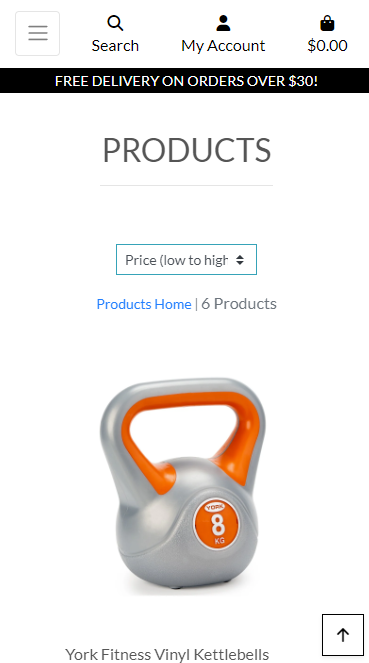 Search
My Account
$0.00
FREE DELIVERY ON ORDERS OVER $30!
PRODUCTS
Price (low to high
Products Home | 6 Products
YORK
8
KG
York Fitness Vinyl Kettlebells